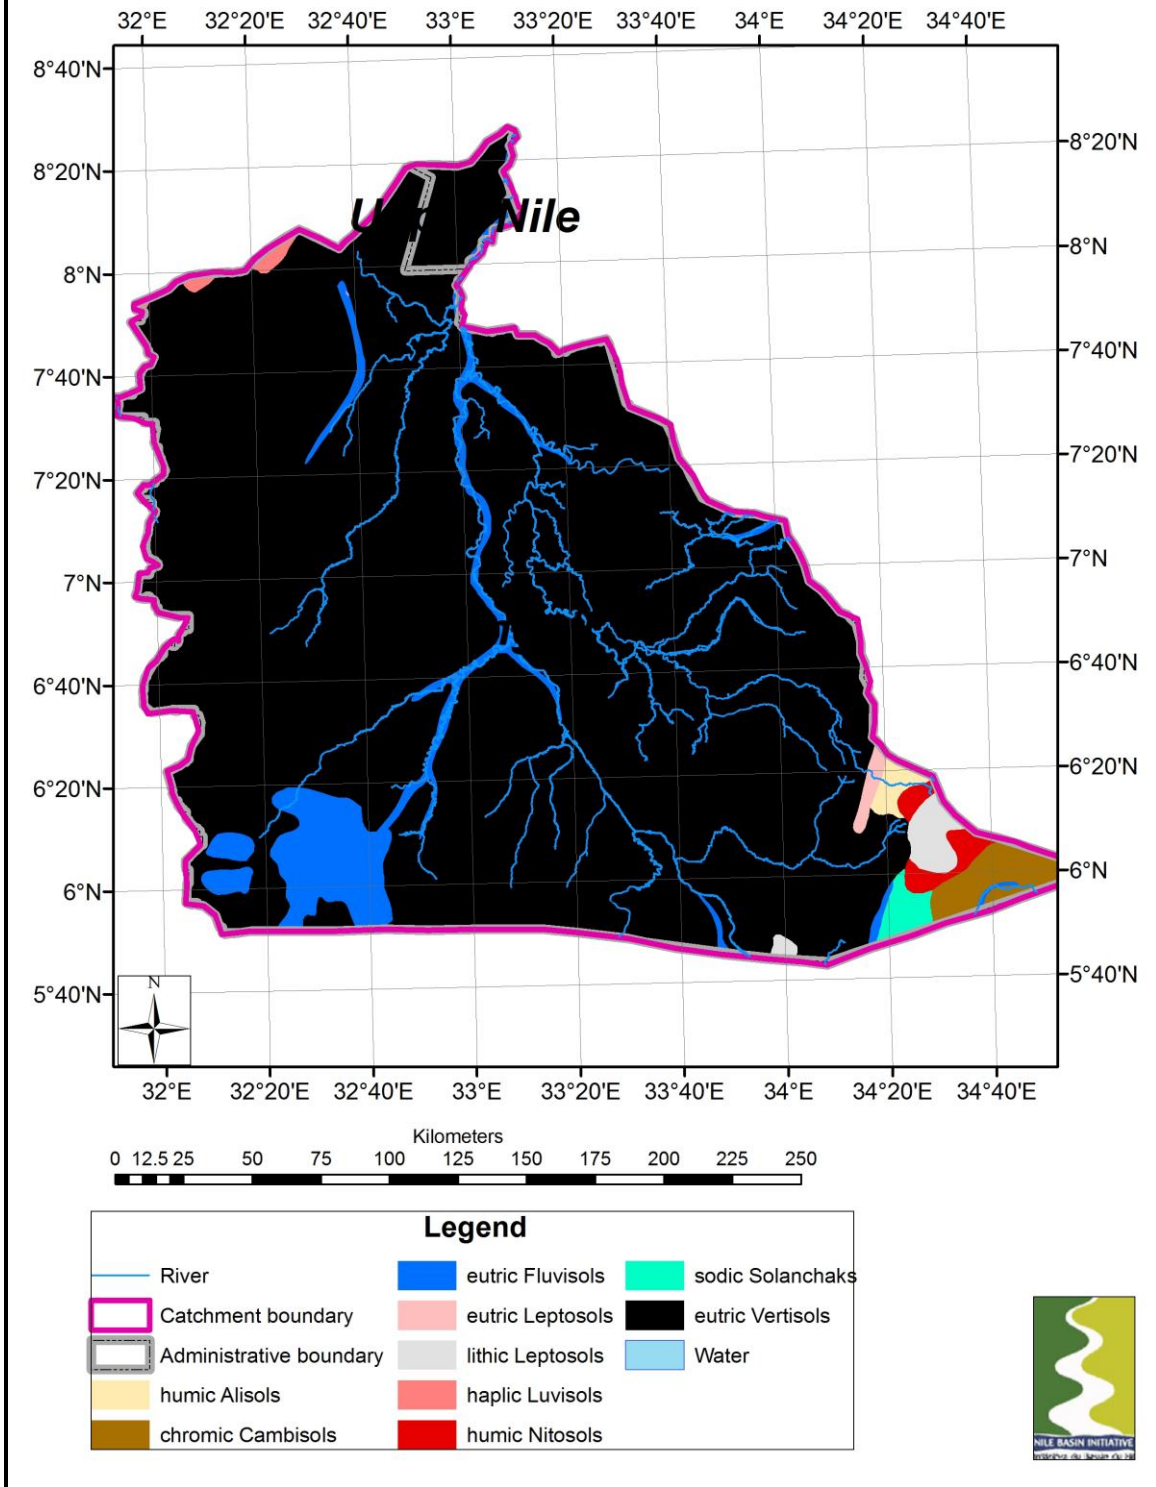 32°E 32°20'E 32°40'E 33°E 33°20'E 33°40'E 34°E 34°20'E 34°40'E
8°40'N
8°20'N
8°20'N
U Nile
8°N
8°N
7°40'N
7°40'N
7°20'N
7°20'N
7°N
7°N
6°40'N
6°40'N
6°20'N
6°20'N
6°N
6°N
5°40'N
5°40'N
N
32°E 32°20'E 32°40'E 33°E 33°20'E 33°40'E 34°E 34°20'E 34°40'E
Kilometers
0 12.5 25 50 75 100 125 150 175 200 225 250
Legend
River eutric Fluvisols sodic Solanchaks
Catchment boundary eutric Leptosols eutric Vertisols
Administrative boundary lithic Leptosols Water
humic Alisols haplic Luvisols
chromic Cambisols humic Nitosols
NILE BASIN INITIATIVE